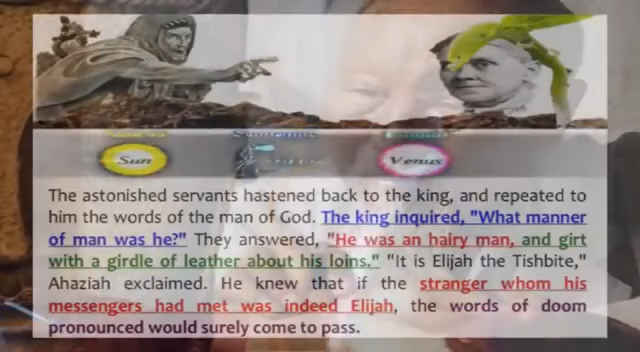 Sun
Venus
The astonished servants hastened back to the king, and repeated to
him the words of the man of God. The king inquired, "What manner
of man was he?" They answered, "He was an hairy man, and girt
with a girdle of leather about his loins." "It is Elijah the Tishbite,"
Ahaziah exclaimed. He knew that if the stranger whom his
messengers had met was indeed Elijah, the words of doom
pronounced would surely come to pass.